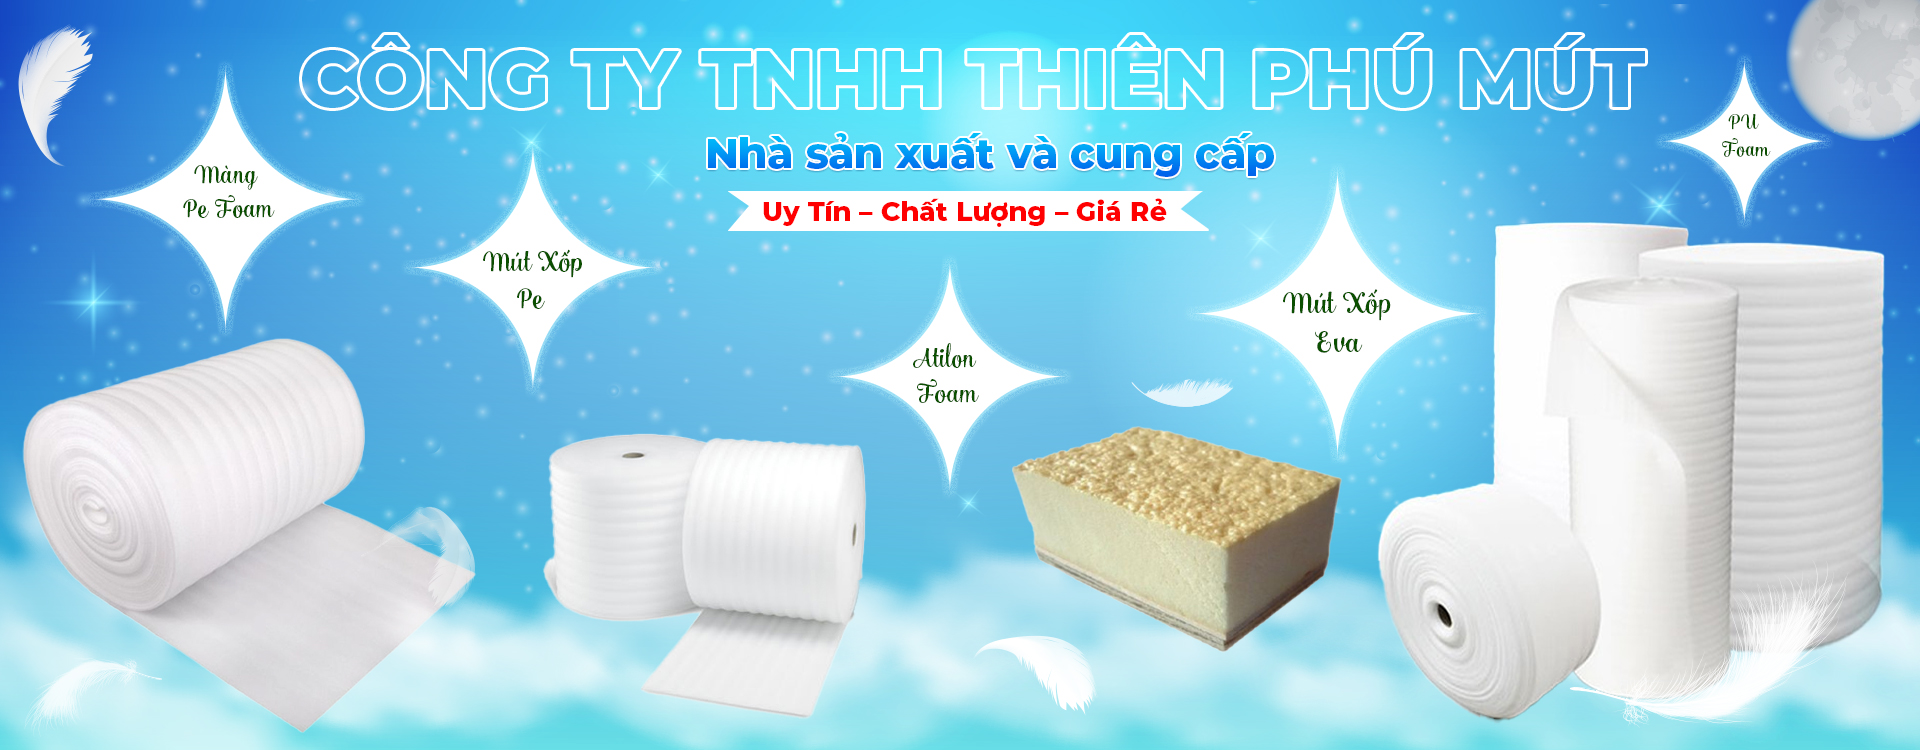 CÔNG TY TNHH THIÊN PHÚ MÚT
Nhà sản xuất và cung cấp
Uy Tín – Chất Lượng – Giá Rẻ
Màng
Pe Foam
Mút Xốp
Pe
Atilon
Foam
Mút Xốp
Eva
PU
Foam